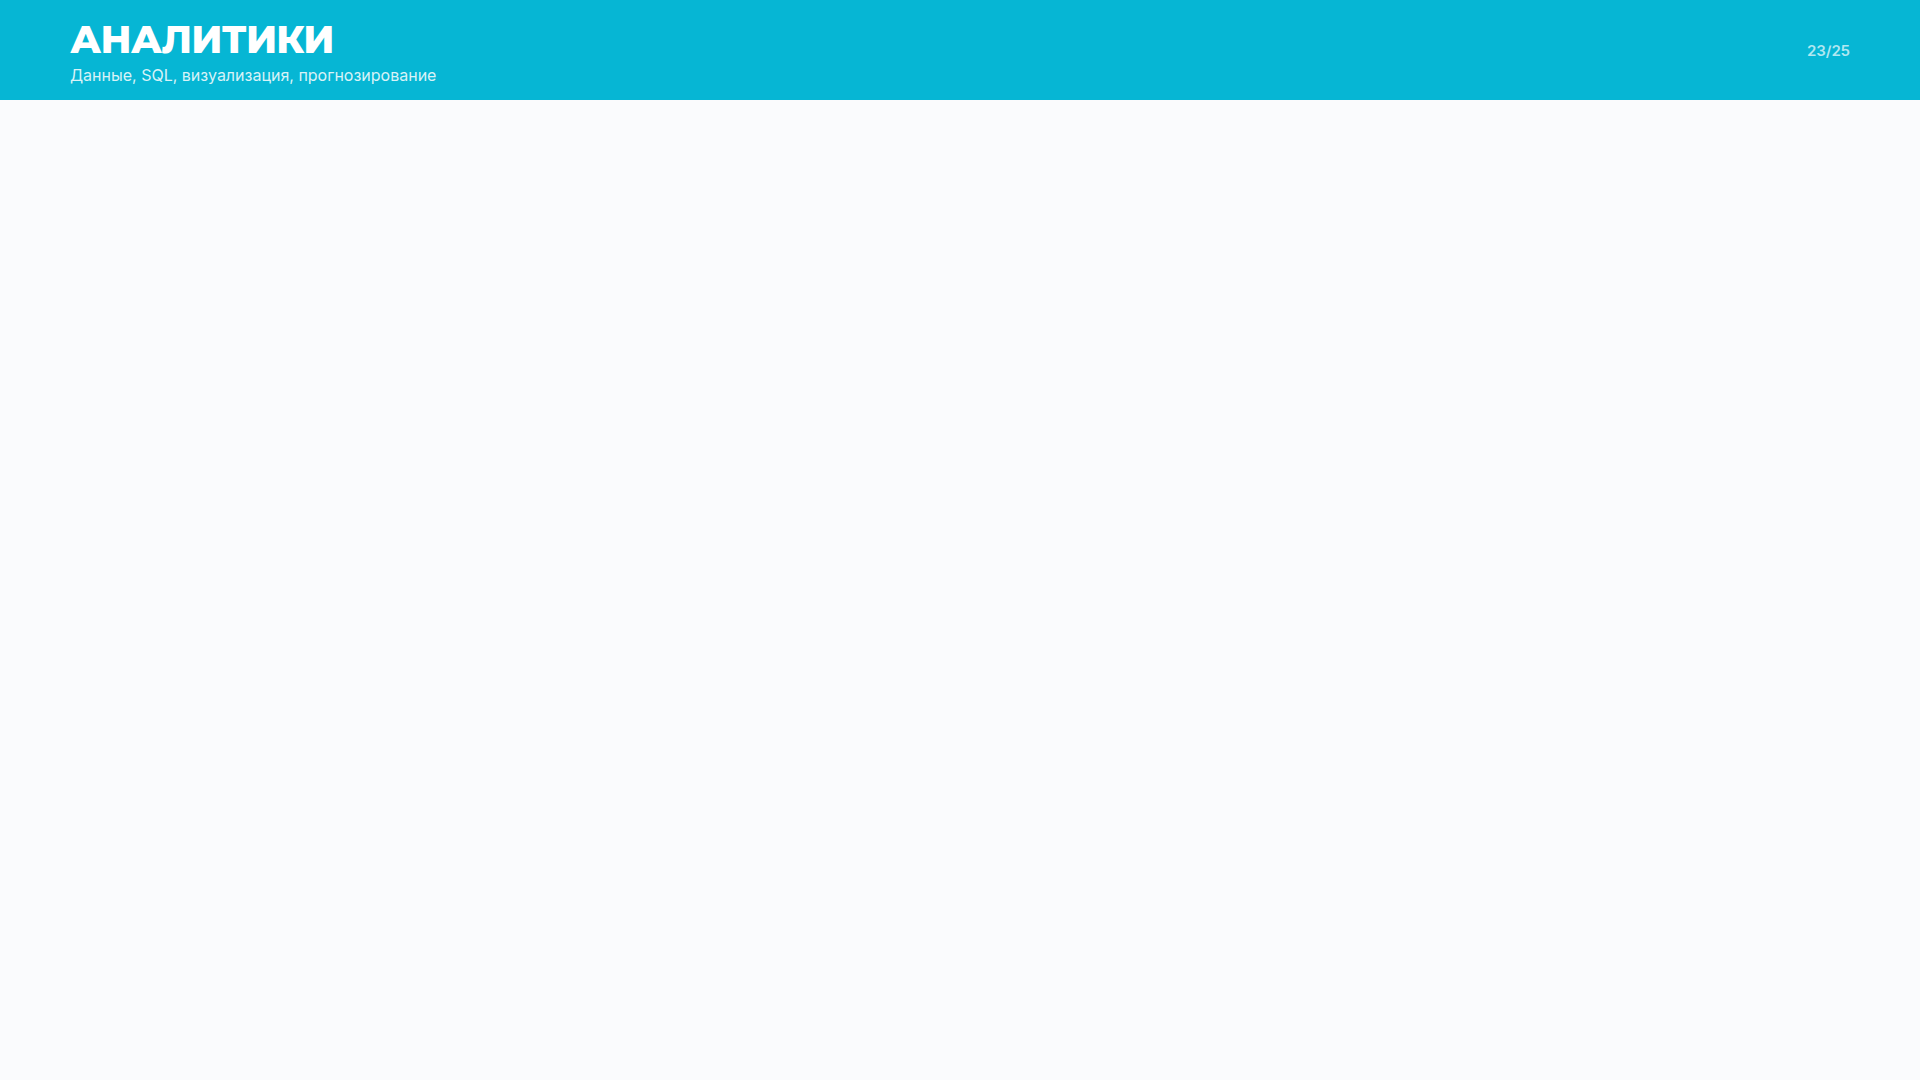 АНАЛИТИКИ
Данные, SQL, визуализация, прогнозирование
23/25